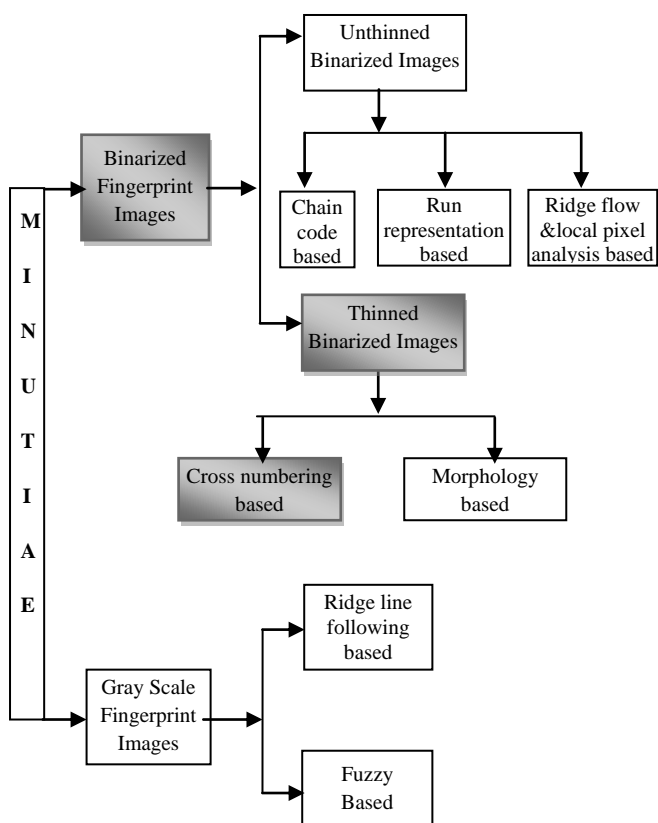 Unthinned
Binarized Images
Binarized
Fingerprint
Images
M
I
N
U
T
I
A
E
Chain
code
based
Run
representation
based
Ridge flow
&local pixel
analysis based
Thinned
Binarized Images
Cross numbering
based
Morphology
based
Ridge line
following
based
Gray Scale
Fingerprint
Images
Fuzzy
Based